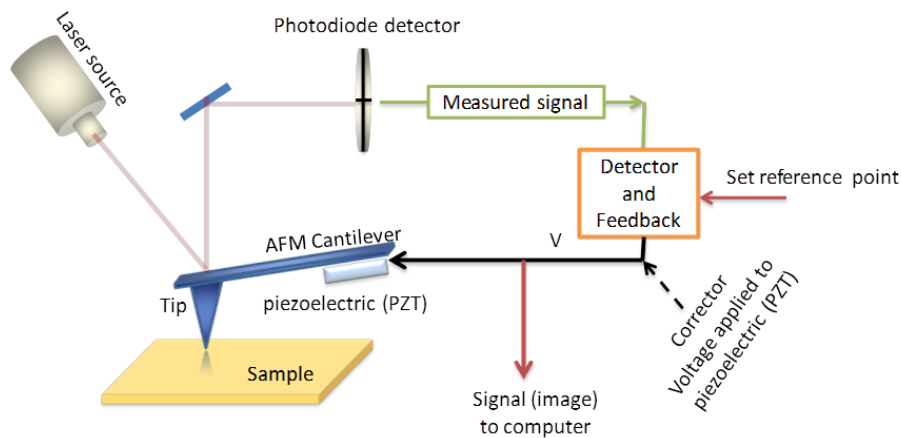 Laser source
Photodiode detector
Measured signal
Detector
and
Feedback
Set reference point
AFM Cantilever
V
Tip
piezoelectric (PZT)
Corrector
Voltage applied to
piezoelectric (PZT)
Sample
Signal (image)
to computer